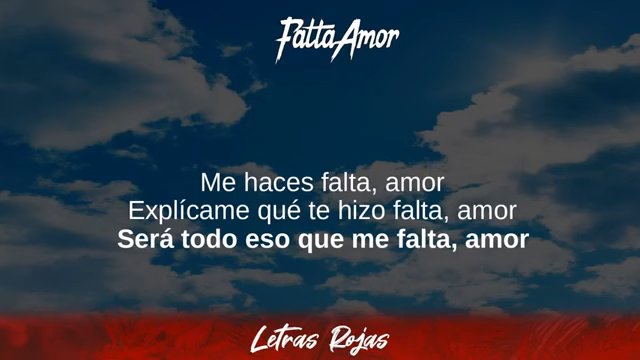 Falta Amor
Me haces falta, amor
Explícame qué te hizo falta, amor
Será todo eso que me falta, amor
Letras Rojas